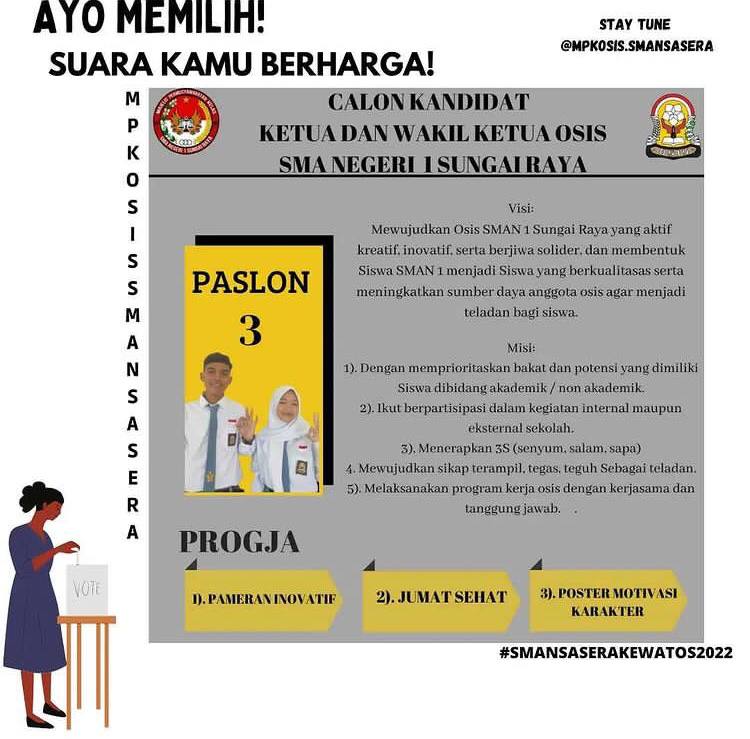 AYO MEMILIH!
SUARA KAMU BERHARGA!
STAY TUNE
@MPKOSIS.SMANSASERA
MPKOSISSMANSASERA
CALON KANDIDAT
KETUA DAN WAKIL KETUA OSIS
SMA NEGERI 1 SUNGAI RAYA
PASLON
3
Visi:
Mewujudkan Osis SMAN 1 Sungai Raya yang aktif
kreatif, inovatif, serta berjiwa solider, dan membentuk
Siswa SMAN 1 menjadi Siswa yang berkualitasas serta
meningkatkan sumber daya anggota osis agar menjadi
teladan bagi siswa.
Misi:
1). Dengan memprioritaskan bakat dan potensi yang dimiliki
Siswa dibidang akademik / non akademik.
2). Ikut berpartisipasi dalam kegiatan internal maupun
eksternal sekolah.
3). Menerapkan 3S (senyum, salam, sapa)
4. Mewujudkan sikap terampil, tegas, teguh Sebagai teladan.
5). Melaksanakan program kerja osis dengan kerjasama dan
tanggung jawab. .
PROGJA
1). PAMERAN INOVATIF
2). JUMAT SEHAT
3). POSTER MOTIVASI
KARAKTER
VOTE
#SMANSASERAKEWATOS2022